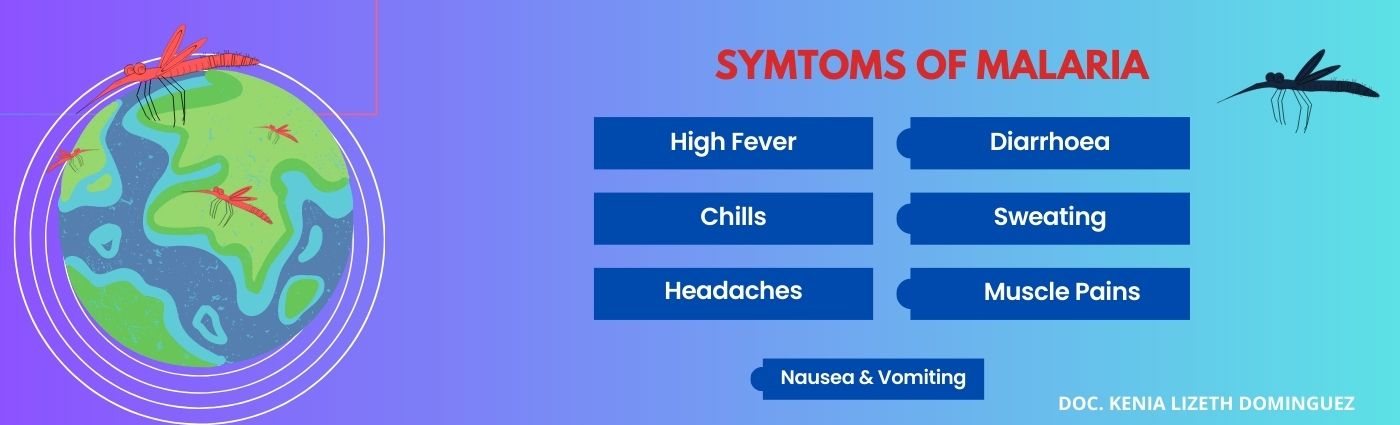 SYMTOMS OF MALARIA
High Fever
Diarrhoea
Chills
Sweating
Headaches
Muscle Pains
Nausea & Vomiting
DOC. KENIA LIZETH DOMINGUEZ